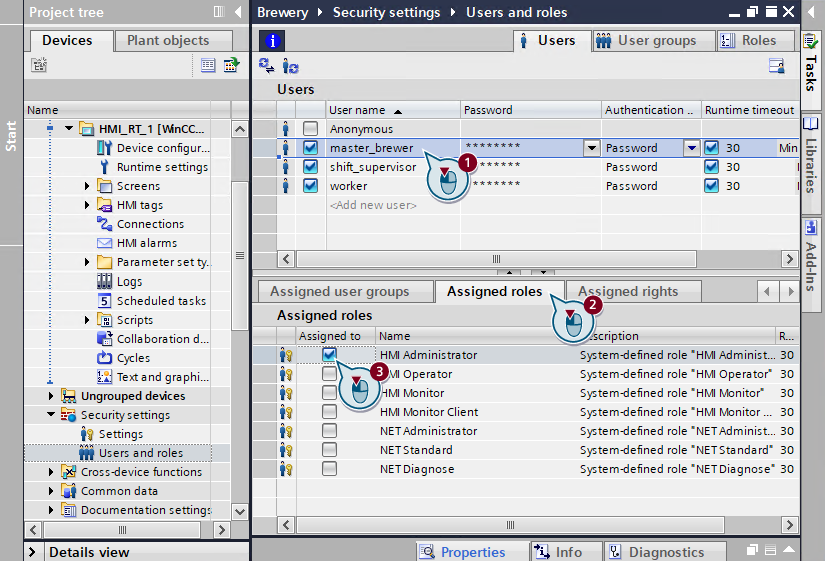 Project tree
Devices
Plant objects
Name
HMI_RT_1 [WinCC...
Device configur...
Runtime settings
Screens
HMI tags
Connections
HMI alarms
Parameter set ty...
Logs
Scheduled tasks
Scripts
Collaboration d...
Cycles
Text and graphi...
Ungrouped devices
Security settings
Settings
Users and roles
Cross-device functions
Common data
Documentation settings
Details view
Start
Brewery Security settings Users and roles
Users
User groups
Roles
Users
User name Password Authentication .. Runtime timeout
Anonymous
master_brewer ******** Password 30 Min
shift_supervisor ****** Password 30
worker ******** Password 30
<Add new user>
1
Assigned user groups
Assigned roles
Assigned rights
2
Assigned roles
Assigned to Name scription R...
HMI Administrator System-defined role "HMI Administ... 30
3
HMI Operator System-defined role "HMI Operator" 30
HMI Monitor System-defined role "HMI Monitor" 30
HMI Monitor Client System-defined role "HMI Monitor ... 30
NET Administrator System-defined role "NET Administ... 30
NET Standard System-defined role "NET Standard" 30
NET Diagnose System-defined role "NET Diagnose" 30
Properties
Info
Diagnostics
Tasks
Libraries
Add-Ins